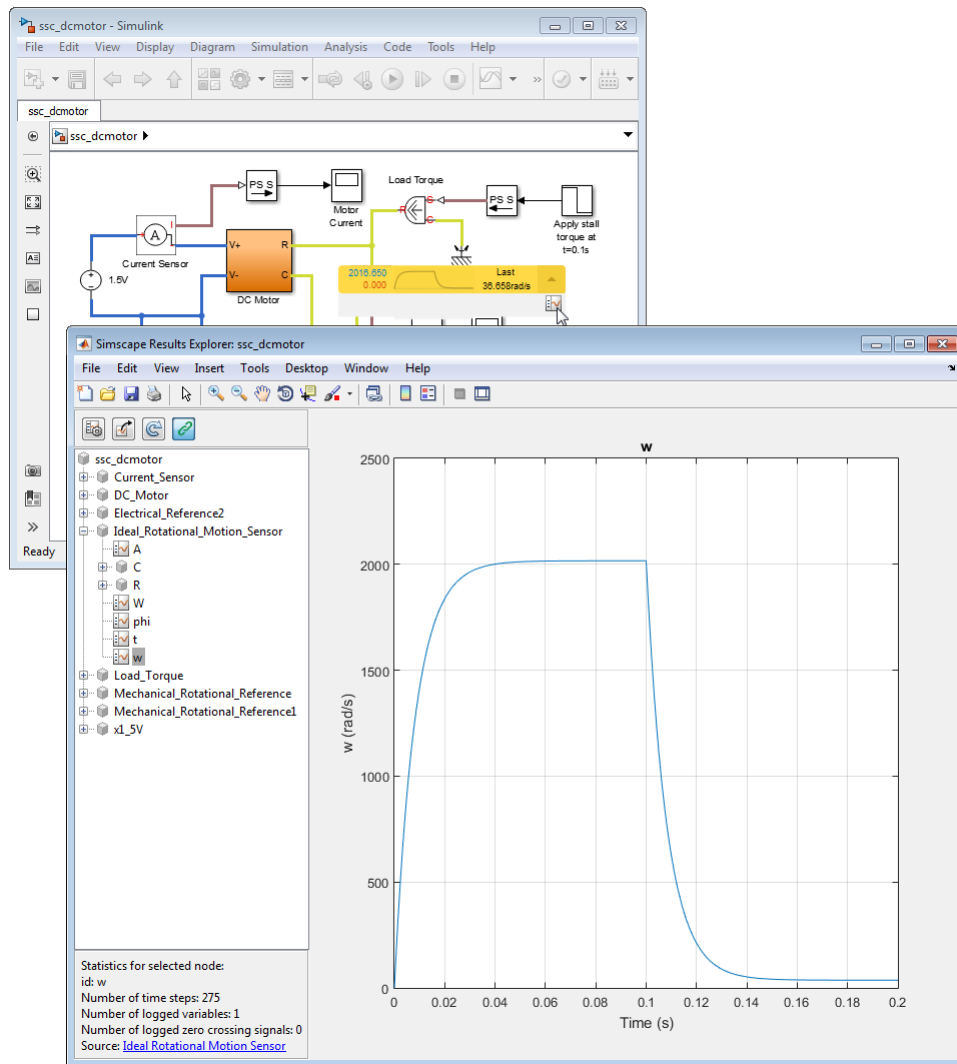 ssc_dcmotor - Simulink
File Edit View Display Diagram Simulation Analysis Code Tools Help
»
ssc_dcmotor
ssc_dcmotor
PS S
Motor
Current
Load Torque
R
S
C
PS S
Apply stall
torque at
t=0.1s
I
A
Current Sensor
1.5V
V+ R
V- C
DC Motor
2016.650
0.000
Last
36.658rad/s
»
Ready
Simscape Results Explorer: ssc_dcmotor
File Edit View Insert Tools Desktop Window Help
ssc_dcmotor
Current_Sensor
DC_Motor
Electrical_Reference2
Ideal_Rotational_Motion_Sensor
A
C
R
W
phi
t
w
Load_Torque
Mechanical_Rotational_Reference
Mechanical_Rotational_Reference1
x1_5V
Statistics for selected node:
id: w
Number of time steps: 275
Number of logged variables: 1
Number of logged zero crossing signals: 0
Source: Ideal Rotational Motion Sensor
w
2500
2000
1500
1000
500
0
w (rad/s)
0 0.02 0.04 0.06 0.08 0.1 0.12 0.14 0.16 0.18 0.2
Time (s)